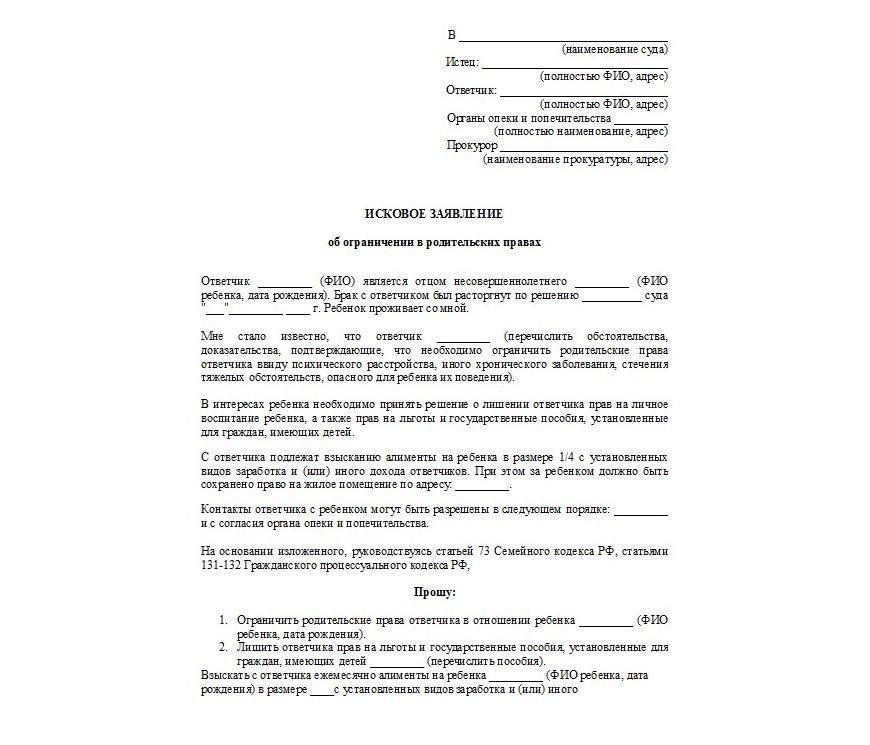 В ___________________________________
(наименование суда)
Истец: _______________________________
(полностью ФИО, адрес)
Ответчик: ____________________________
(полностью ФИО, адрес)
Органы опеки и попечительства _________
(полностью наименование, адрес)
Прокурор ____________________________
(наименование прокуратуры, адрес)
ИСКОВОЕ ЗАЯВЛЕНИЕ
об ограничении в родительских правах
Ответчик _________ (ФИО) является отцом несовершеннолетнего _________ (ФИО
ребенка, дата рождения). Брак с ответчиком был расторгнут по решению __________ суда
"___"_________ ____ г. Ребенок проживает со мной.
Мне стало известно, что ответчик _________ (перечислить обстоятельства,
доказательства, подтверждающие, что необходимо ограничить родительские права
ответчика ввиду психического расстройства, иного хронического заболевания, стечения
тяжелых обстоятельств, опасного для ребенка их поведения).
В интересах ребенка необходимо принять решение о лишении ответчика прав на личное
воспитание ребенка, а также прав на льготы и государственные пособия, установленные
для граждан, имеющих детей.
С ответчика подлежат взысканию алименты на ребенка в размере 1/4 с установленных
видов заработка и (или) иного дохода ответчиков. При этом за ребенком должно быть
сохранено право на жилое помещение по адресу: _________.
Контакты ответчика с ребенком могут быть разрешены в следующем порядке: _________
и с согласия органа опеки и попечительства.
На основании изложенного, руководствуясь статьей 73 Семейного кодекса РФ, статьями
131-132 Гражданского процессуального кодекса РФ,
Прошу:
1. Ограничить родительские права ответчика в отношении ребенка _________ (ФИО
ребенка, дата рождения).
2. Лишить ответчика прав на льготы и государственные пособия, установленные для
граждан, имеющих детей _________ (перечислить пособия).
Взыскать с ответчика ежемесячно алименты на ребенка _________ (ФИО ребенка, дата
рождения) в размере ____с установленных видов заработка и (или) иного